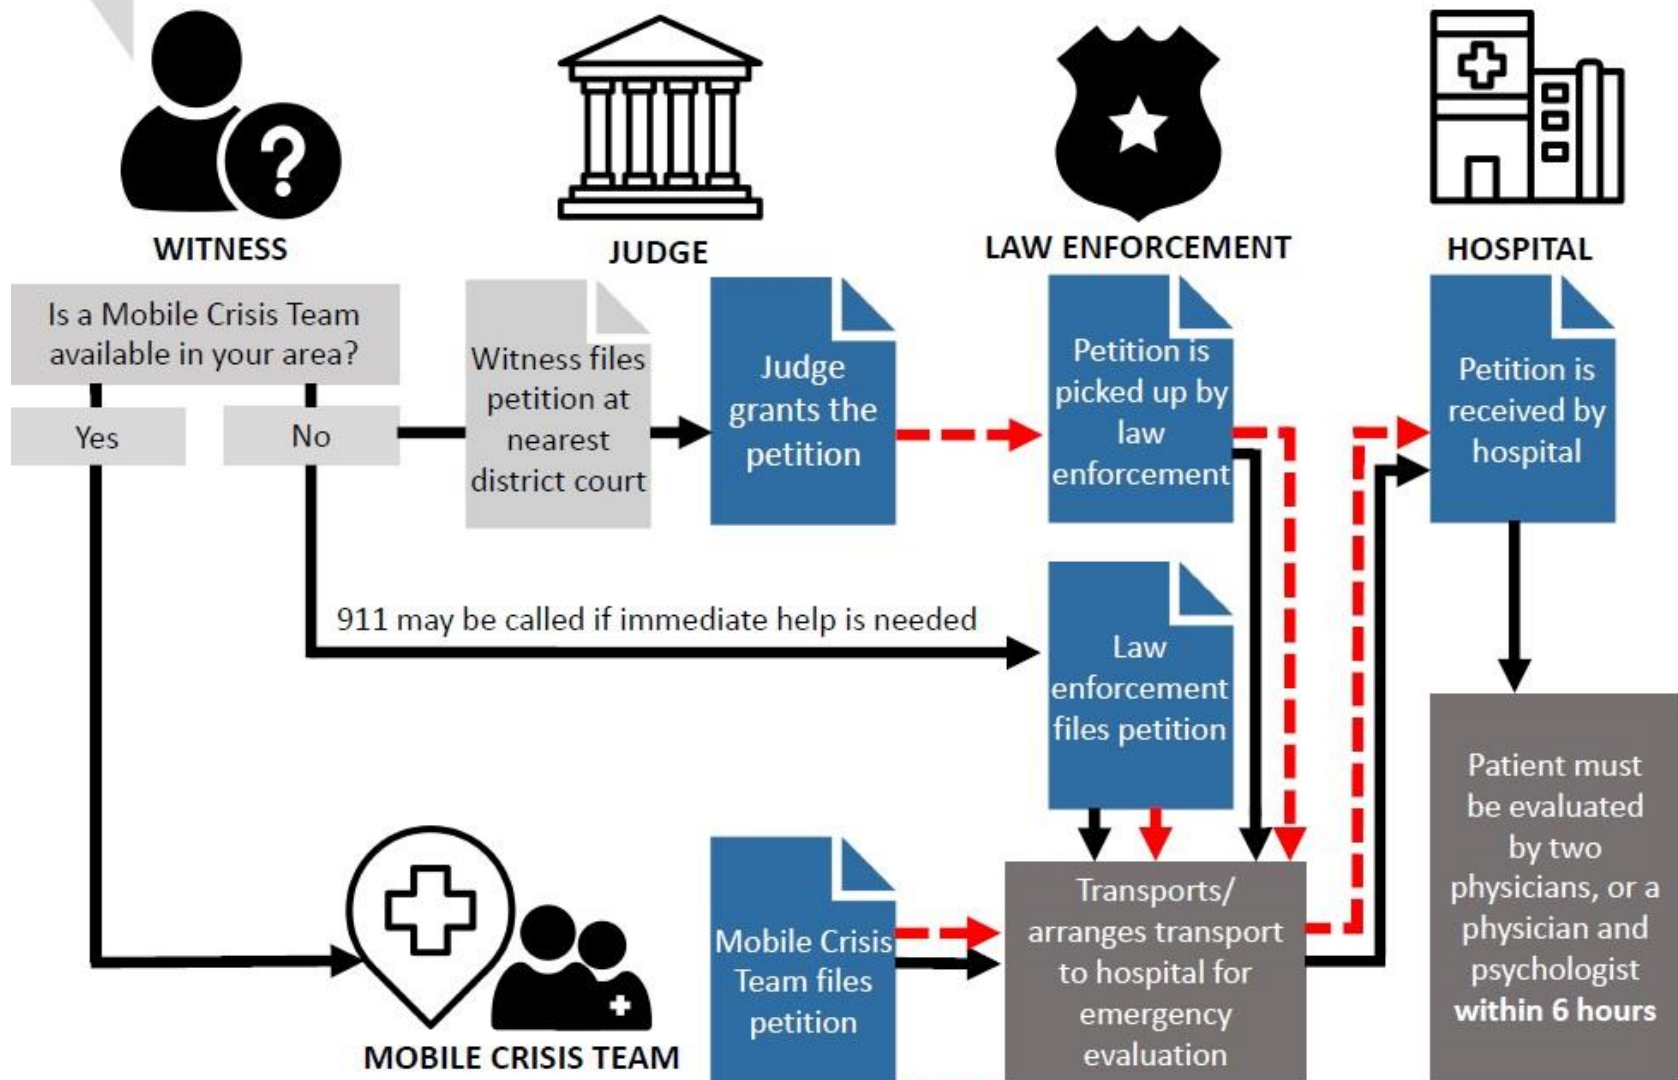 WITNESS
JUDGE
LAW ENFORCEMENT
HOSPITAL
Is a Mobile Crisis Team
available in your area?
Yes
No
Witness files
petition at
nearest
district court
Judge
grants the
petition
Petition is
picked up by
law
enforcement
Petition is
received by
hospital
911 may be called if immediate help is needed
Law
enforcement
files petition
MOBILE CRISIS TEAM
Mobile Crisis
Team files
petition
Transports/
arranges transport
to hospital for
emergency
evaluation
Patient must
be evaluated
by two
physicians, or a
physician and
psychologist
within 6 hours
?